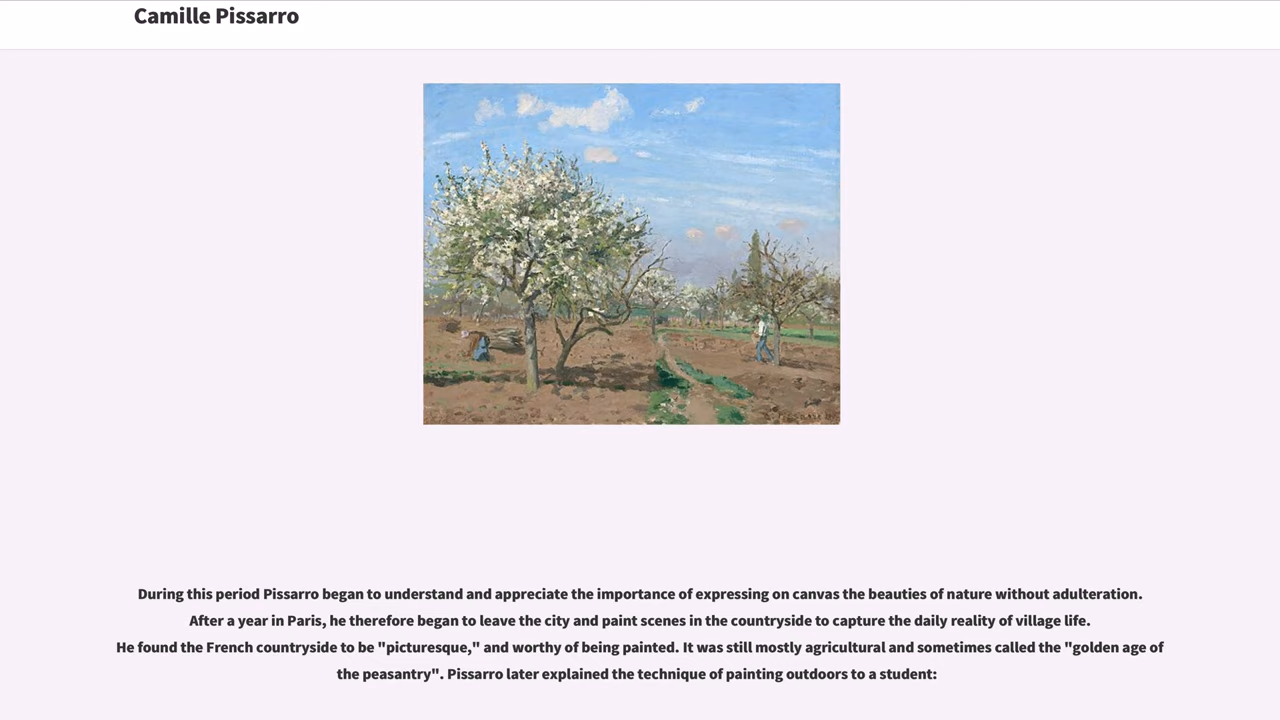 Camille Pissarro
During this period Pissarro began to understand and appreciate the importance of expressing on canvas the beauties of nature without adulteration.
After a year in Paris, he therefore began to leave the city and paint scenes in the countryside to capture the daily reality of village life.
He found the French countryside to be "picturesque," and worthy of being painted. It was still mostly agricultural and sometimes called the "golden age of
the peasantry". Pissarro later explained the technique of painting outdoors to a student: